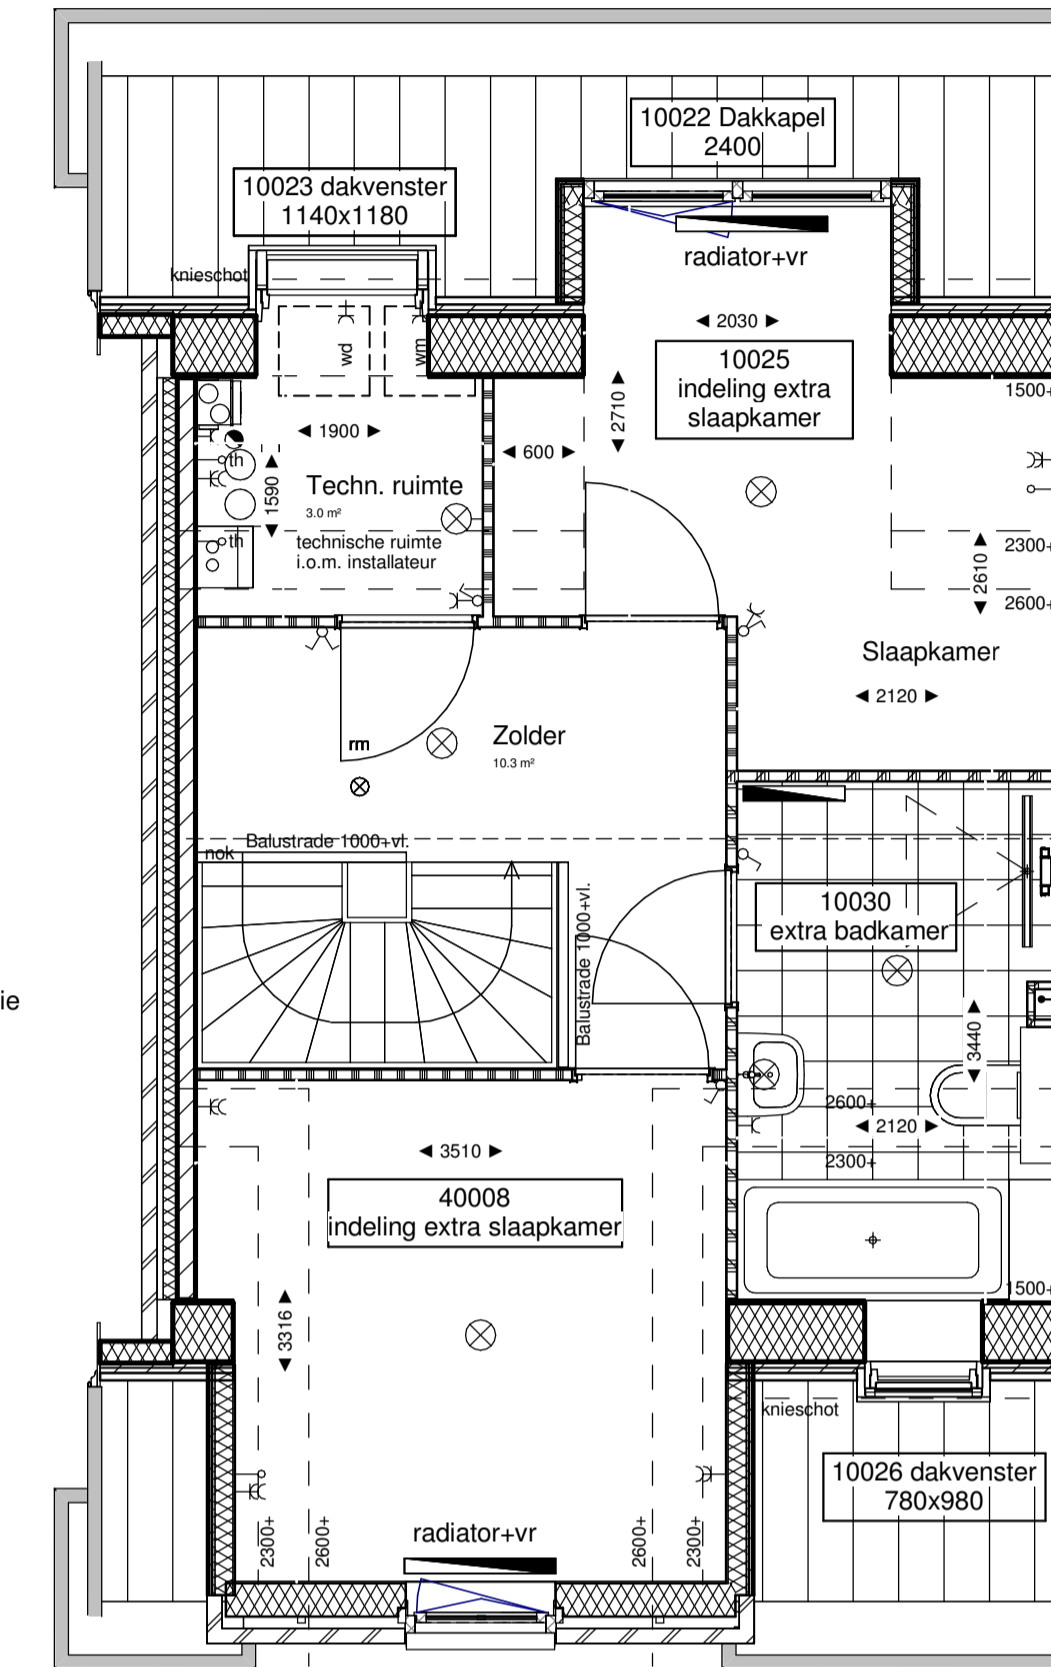 10022 Dakkapel
2400
10023 dakvenster
1140x1180
radiator+vr
knieschot
2030
wd
wm
10025
indeling extra
slaapkamer
1500+
2710
1900
600
th
1590
Techn. ruimte
3.0 m²
th
technische ruimte
i.o.m. installateur
2300+
2610
2600+
Slaapkamer
2120
rm
Zolder
10.3 m²
Balustrade 1000+vl.
nok
Balustrade 1000+vl.
10030
extra badkamer
ie
3440
2600+
2120
2300+
3510
40008
indeling extra slaapkamer
1500+
3316
knieschot
10026 dakvenster
780x980
2300+
2600+
radiator+vr
2600+
2300+